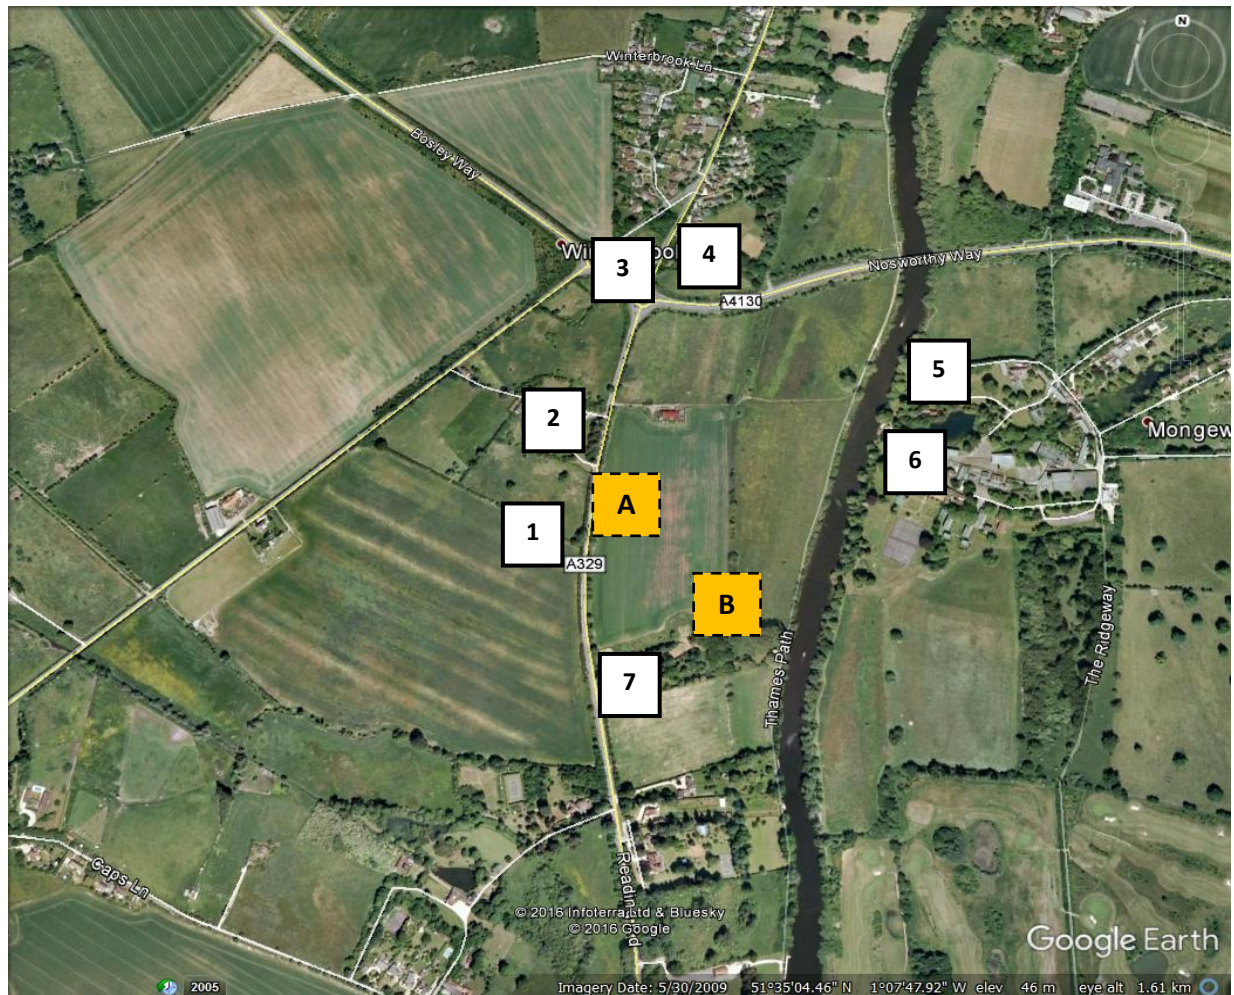 N
Winterbrook Ln
Bosley Way
4
3
Nosworthy Way
A4130
5
2
Mongew
6
A
1
A329
B
The Ridgeway
Thames Path
7
Caps Ln
© 2016 Infoterra Ltd & Bluesky
© 2016 Google
Google Earth
2005
Imagery Date: 5/30/2009 51°35'04.46" N 1°07'47.92" W elev 46 m eye alt 1.61 km